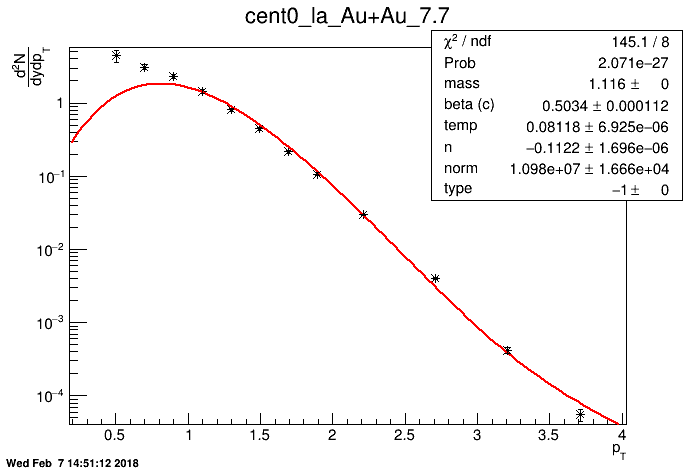 cent0_la_Au+Au_7.7
χ² / ndf 145.1 / 8
Prob 2.071e−27
mass 1.116 ± 0
beta (c) 0.5034 ± 0.000112
temp 0.08118 ± 6.925e−06
n −0.1122 ± 1.696e−06
norm 1.098e+07 ± 1.666e+04
type −1 ± 0
d²N
dydp_T
1
10⁻¹
10⁻²
10⁻³
10⁻⁴
0.5 1 1.5 2 2.5 3 3.5 4
p_T
Wed Feb 7 14:51:12 2018